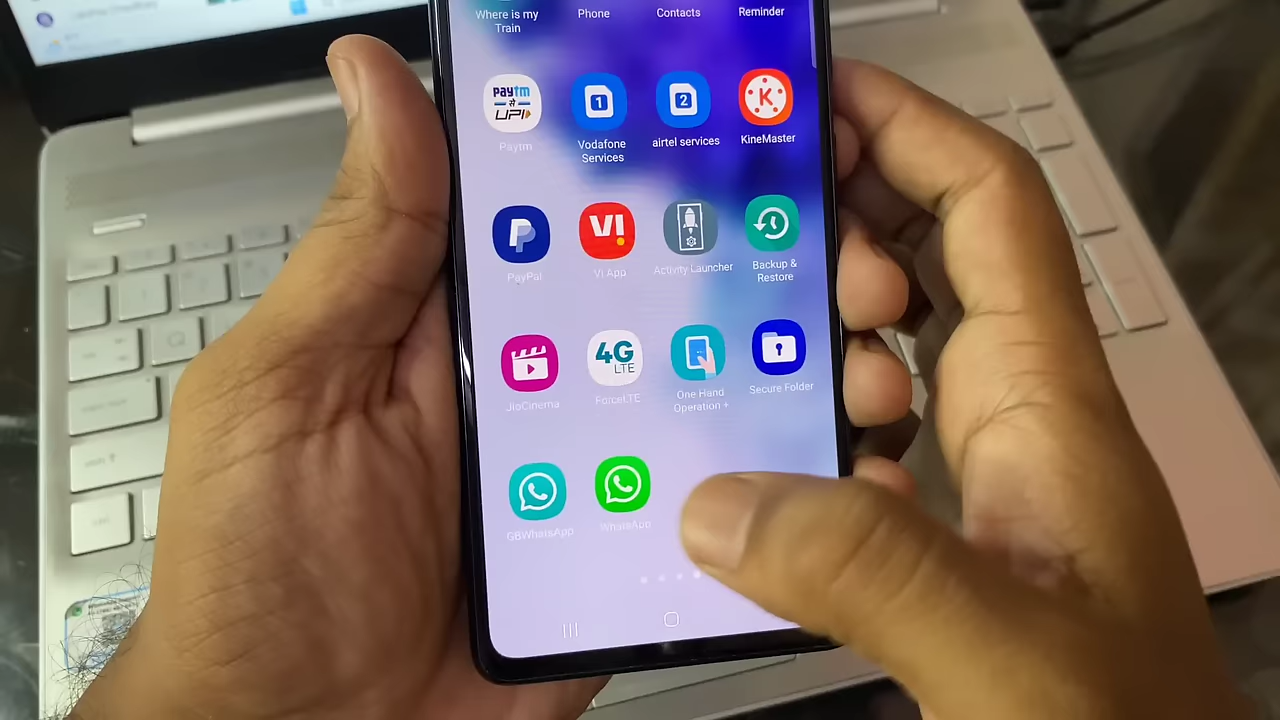 Where is my
Train
Phone
Contacts
Reminder
paytm
से
UPI
1
2
K
Paytm
Vodafone
Services
airtel services
KineMaster
P
VI
PayPal
Vi App
Activity Launcher
Backup &
Restore
4G
LTE
JioCinema
ForceLTE
One Hand
Operation +
Secure Folder
GBWhatsApp
WhatsApp